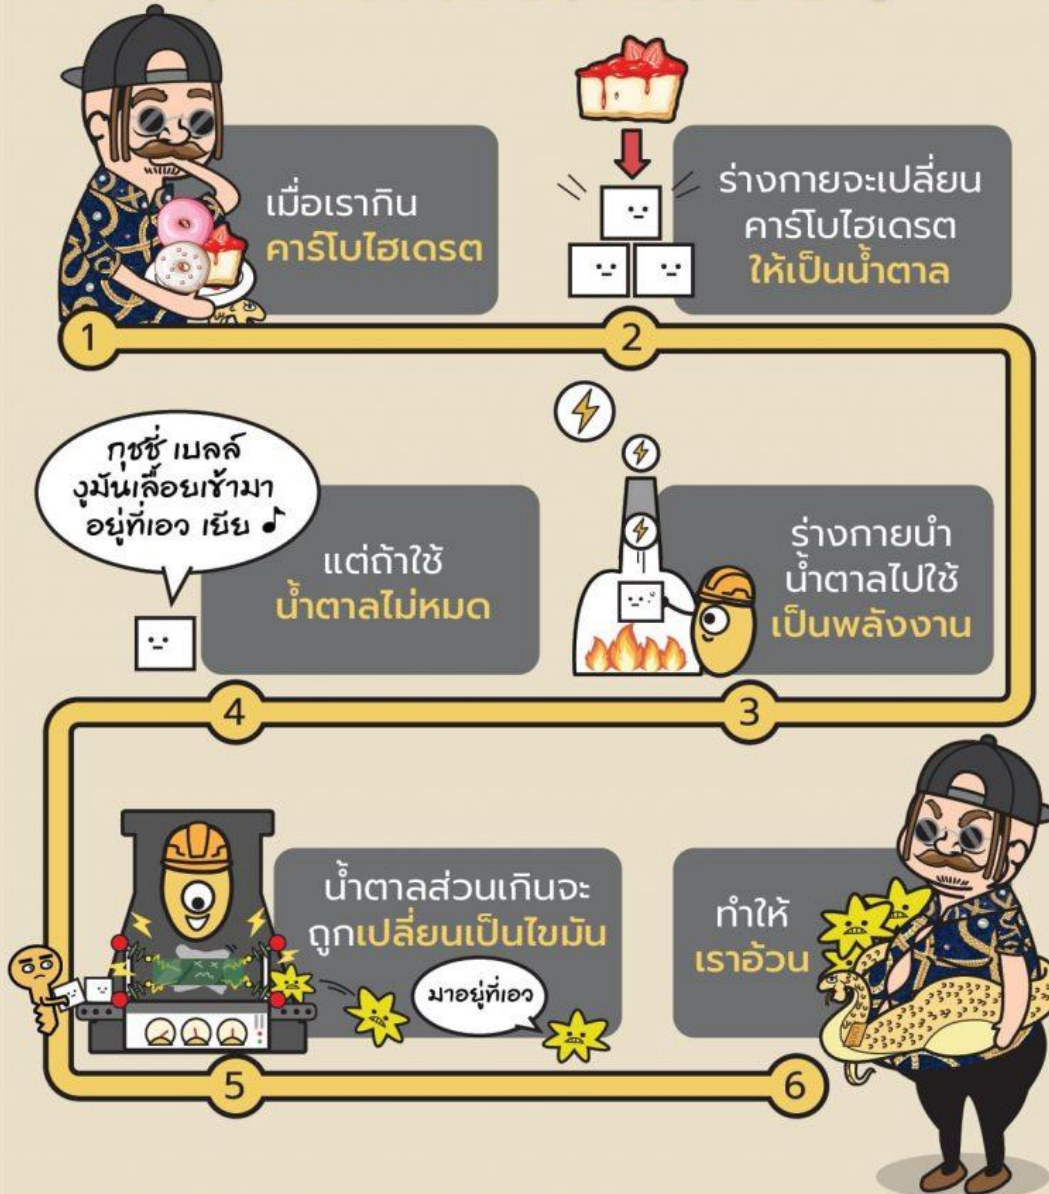 เมื่อเรากิน
คาร์โบไฮเดรต
ร่างกายจะเปลี่ยน
คาร์โบไฮเดรต
ให้เป็นน้ำตาล
1
2
กุชชี่ เบลล์
งูมันเลื้อยเข้ามา
อยู่ที่เอว เยีย
แต่ถ้าใช้
น้ำตาลไม่หมด
ร่างกายนำ
น้ำตาลไปใช้
เป็นพลังงาน
4
3
น้ำตาลส่วนเกินจะ
ถูกเปลี่ยนเป็นไขมัน
มาอยู่ที่เอว
ทำให้
เราอ้วน
5
6